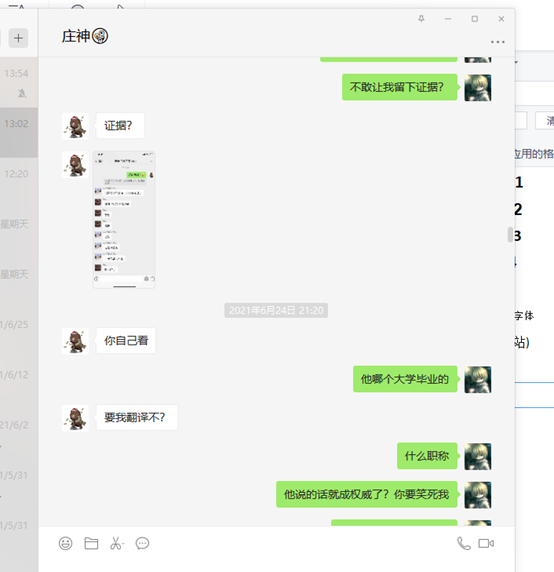 庄神
13:54
不敢让我留下证据?
证据?
13:02
应用的格
1
12:20
2
星期天
3
4
星期天
2021年6月24日 21:20
字体
1/6/25
你自己看
站)
他哪个大学毕业的
1/6/12
要我翻译不?
21/6/2
什么职称
1/5/31
他说的话就成权威了? 你要笑死我
1/5/31